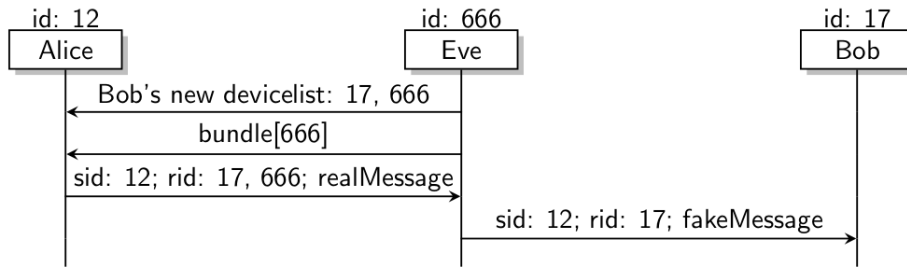 id: 12
id: 666
id: 17
Alice
Eve
Bob
Bob's new devicelist: 17, 666
bundle[666]
sid: 12; rid: 17, 666; realMessage
sid: 12; rid: 17; fakeMessage